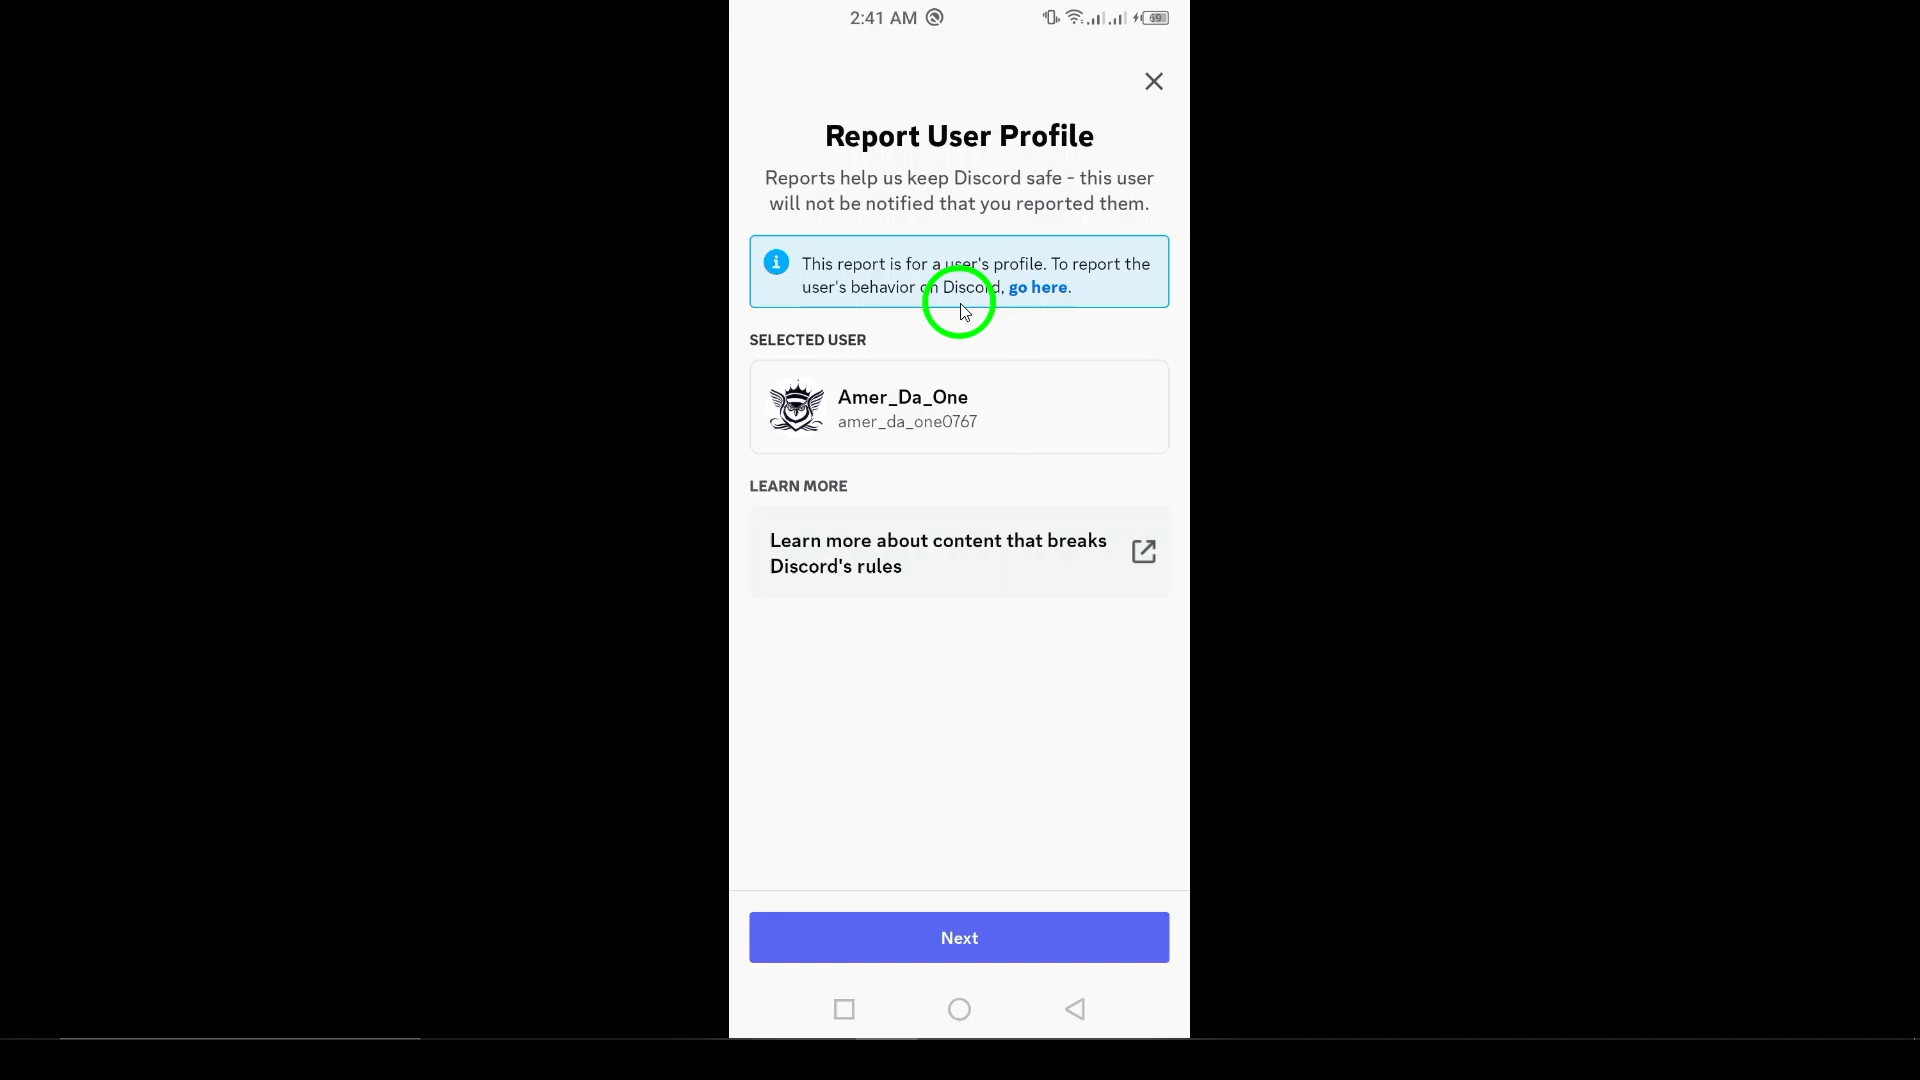 2:41 AM
69
Report User Profile
Reports help us keep Discord safe - this user
will not be notified that you reported them.
This report is for a user's profile. To report the
user's behavior on Discord, go here.
SELECTED USER
Amer_Da_One
amer_da_one0767
LEARN MORE
Learn more about content that breaks
Discord's rules
Next